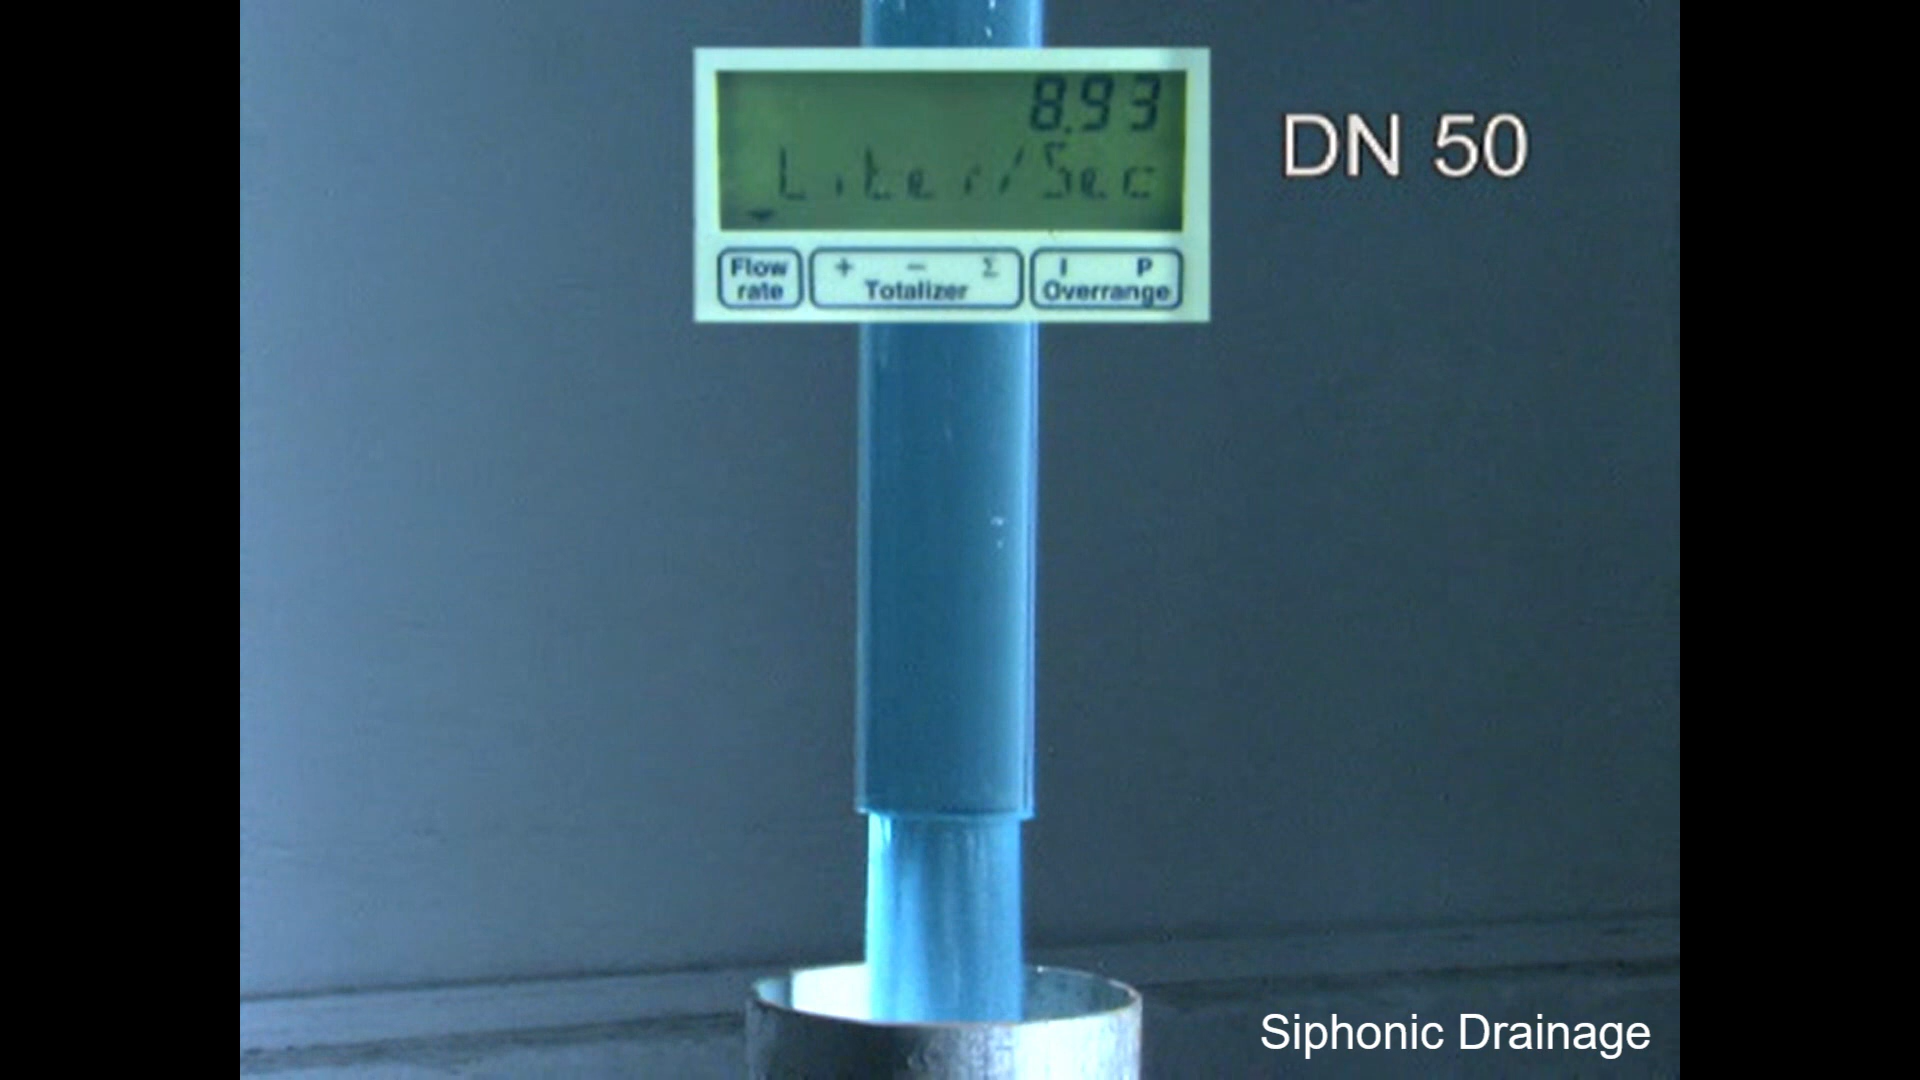 8.93
Liter/Sec
DN 50
Flow rate
+ − Σ
Totalizer
I P
Overrange
Siphonic Drainage